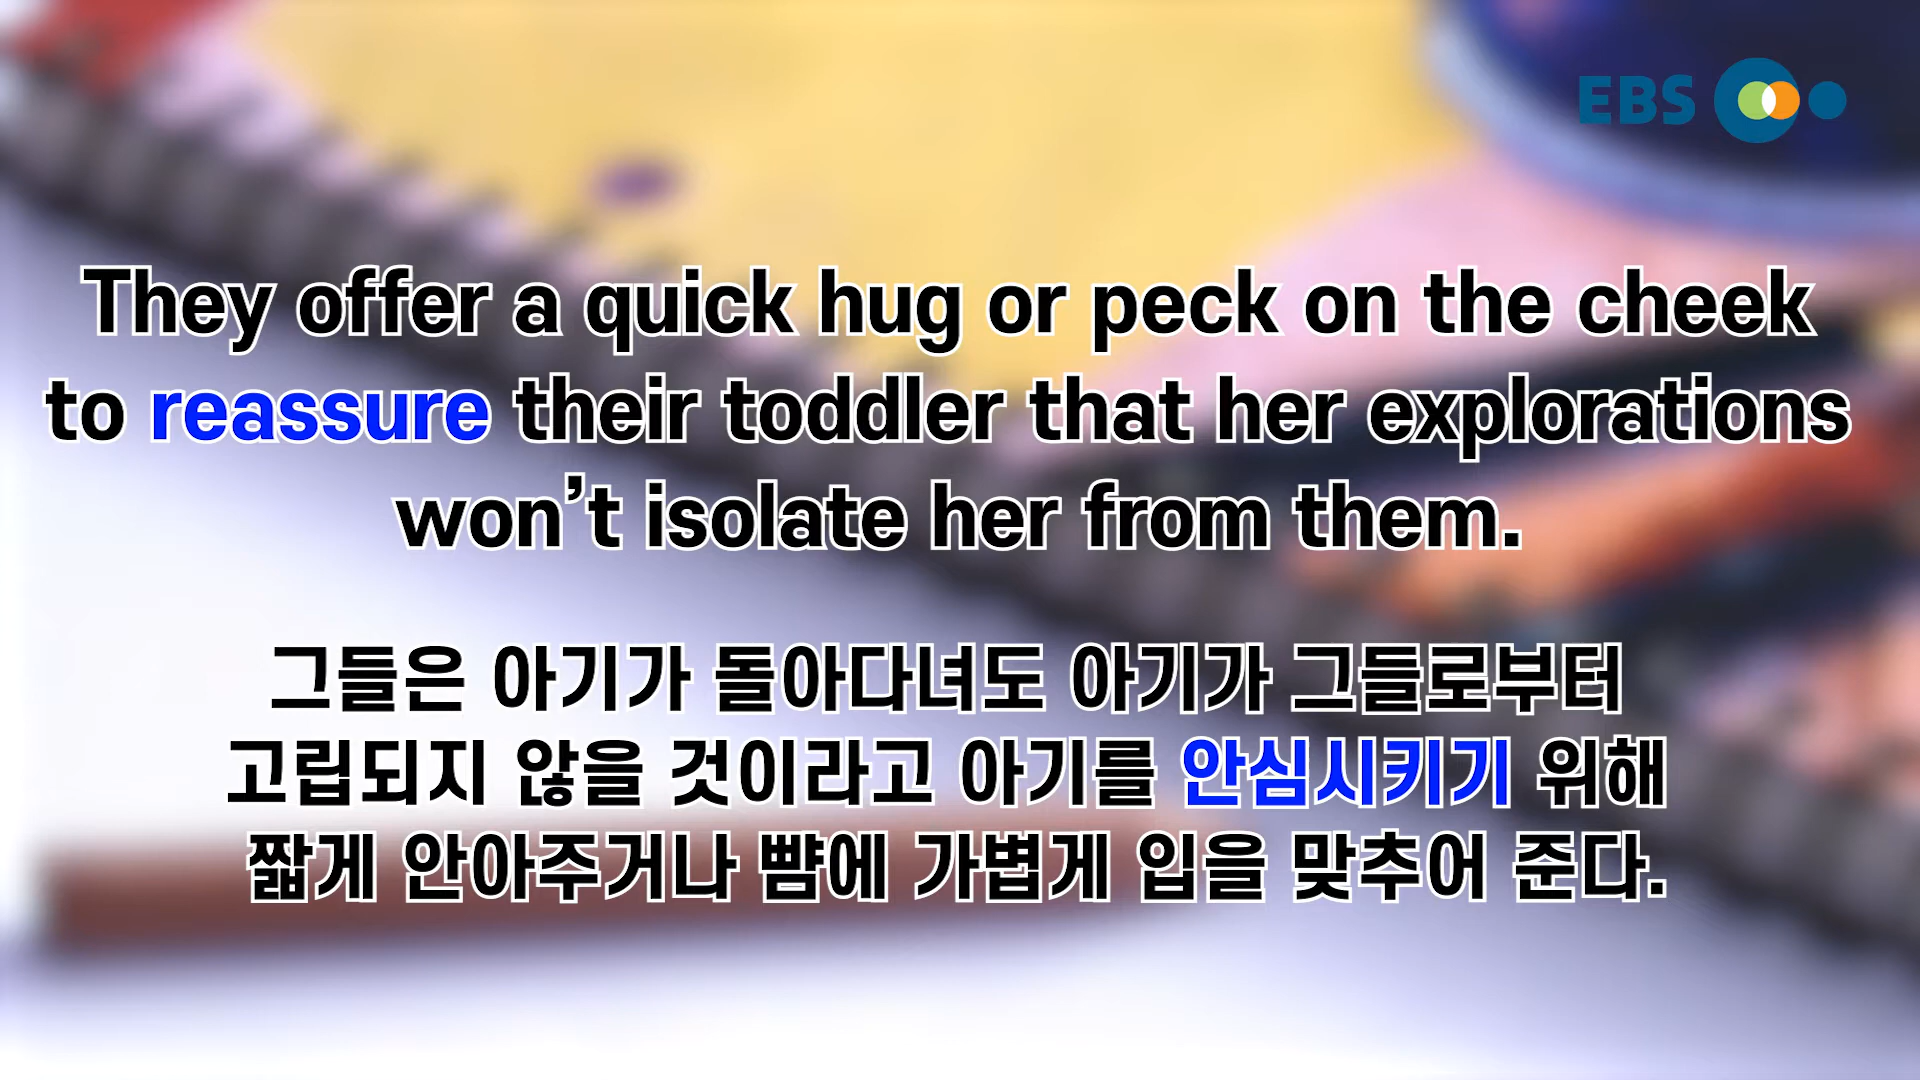 EBS
They offer a quick hug or peck on the cheek
to reassure their toddler that her explorations
won’t isolate her from them.
그들은 아기가 돌아다녀도 아기가 그들로부터
고립되지 않을 것이라고 아기를 안심시키기 위해
짧게 안아주거나 뺨에 가볍게 입을 맞추어 준다.